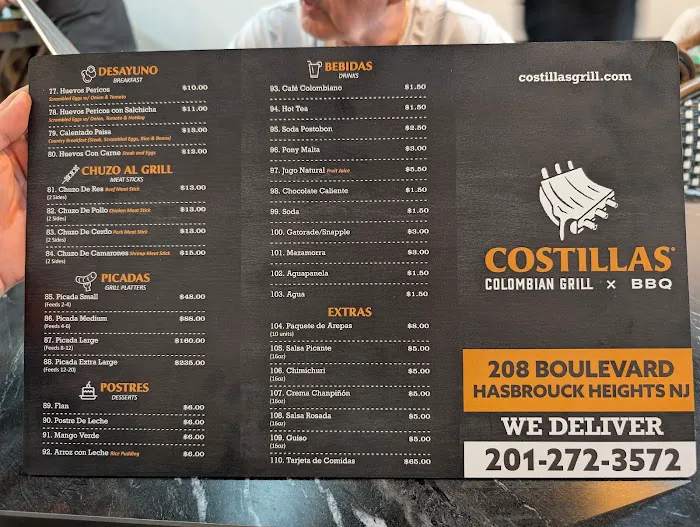 DESAYUNO
BREAKFAST
77. Huevos Pericos $10.00
Scrambled Eggs w/ Onion & Tomato
78. Huevos Pericos con Salchicha $11.00
Scrambled Eggs w/ Onion, Tomato & Hotdog
79. Calentado Paisa $13.00
Country Breakfast (Steak, Scrambled Eggs, Rice & Beans)
80. Huevos Con Carne Steak and Eggs $12.00
CHUZO AL GRILL
MEAT STICKS
81. Chuzo De Res Beef Meat Stick $13.00
(2 Sides)
82. Chuzo De Pollo Chicken Meat Stick $13.00
(2 Sides)
83. Chuzo De Cerdo Pork Meat Stick $13.00
(2 Sides)
84. Chuzo De Camarones Shrimp Meat Stick $15.00
(2 Sides)
PICADAS
GRILL PLATTERS
85. Picada Small $48.00
(Feeds 2-4)
86. Picada Medium $88.00
(Feeds 4-6)
87. Picada Large $160.00
(Feeds 8-12)
88. Picada Extra Large $235.00
(Feeds 12-20)
POSTRES
DESSERTS
89. Flan $6.00
90. Postre De Leche $6.00
91. Mango Verde $6.00
92. Arroz con Leche Rice Pudding $6.00
BEBIDAS
DRINKS
93. Café Colombiano $1.50
94. Hot Tea $1.50
95. Soda Postobon $2.50
96. Pony Malta $3.00
97. Jugo Natural Fruit Juice $5.50
98. Chocolate Caliente $1.50
99. Soda $1.50
100. Gatorade/Snapple $3.00
101. Mazamorra $3.00
102. Aguapanela $1.50
103. Agua $1.50
EXTRAS
104. Paquete de Arepas $8.00
(10 units)
105. Salsa Picante $5.00
(16oz)
106. Chimichuri $5.00
(16oz)
107. Crema Champiñón $5.00
(16oz)
108. Salsa Rosada $5.00
(16oz)
109. Guiso $5.00
(16oz)
110. Tarjeta de Comidas $65.00
costillasgrill.com
COSTILLAS
COLOMBIAN GRILL x BBQ
208 BOULEVARD
HASBROUCK HEIGHTS NJ
WE DELIVER
201-272-3572